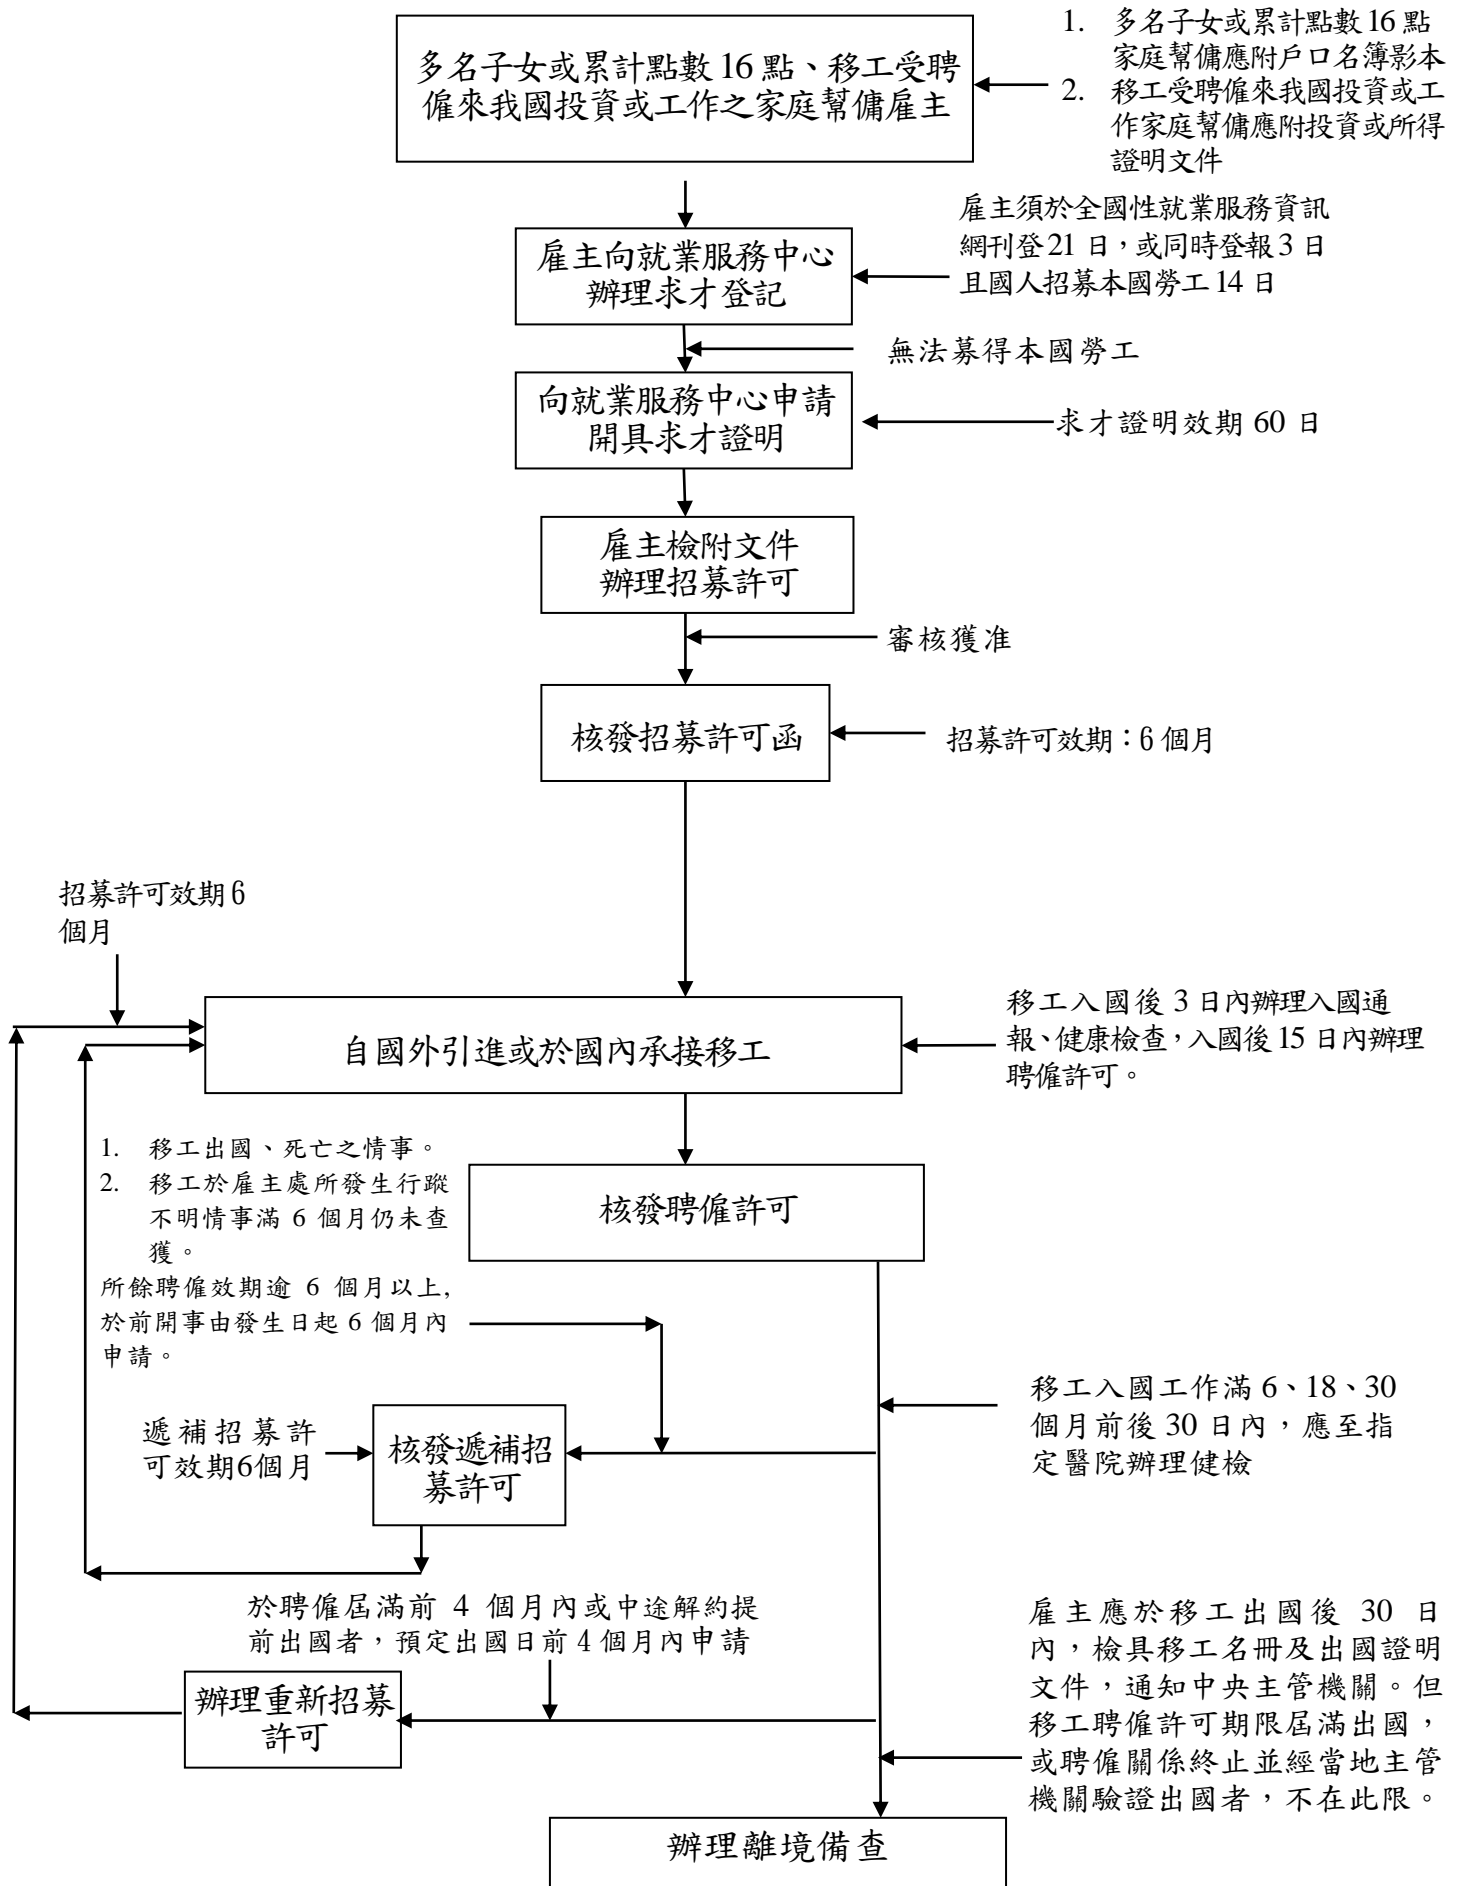 多名子女或累計點數 16 點、移工受聘
僱來我國投資或工作之家庭幫傭雇主
1. 多名子女或累計點數 16 點
家庭幫傭應附戶口名簿影本
2. 移工受聘僱來我國投資或工
作家庭幫傭應附投資或所得
證明文件
雇主向就業服務中心
辦理求才登記
雇主須於全國性就業服務資訊
網刊登 21 日，或同時登報 3 日
且國人招募本國勞工 14 日
無法募得本國勞工
向就業服務中心申請
開具求才證明
求才證明效期 60 日
雇主檢附文件
辦理招募許可
審核獲准
核發招募許可函
招募許可效期：6 個月
招募許可效期 6
個月
自國外引進或於國內承接移工
移工入國後 3 日內辦理入國通
報、健康檢查，入國後 15 日內辦理
聘僱許可。
1. 移工出國、死亡之情事。
2. 移工於雇主處所發生行蹤
不明情事滿 6 個月仍未查
獲。
所餘聘僱效期逾 6 個月以上,
於前開事由發生日起 6 個月內
申請。
核發聘僱許可
移工入國工作滿 6、18、30
個月前後 30 日內，應至指
定醫院辦理健檢
遞補招募許
可效期6個月
核發遞補招
募許可
於聘僱屆滿前 4 個月內或中途解約提
前出國者，預定出國日前 4 個月內申請
辦理重新招募
許可
雇主應於移工出國後 30 日
內，檢具移工名冊及出國證明
文件，通知中央主管機關。但
移工聘僱許可期限屆滿出國，
或聘僱關係終止並經當地主管
機關驗證出國者，不在此限。
辦理離境備查